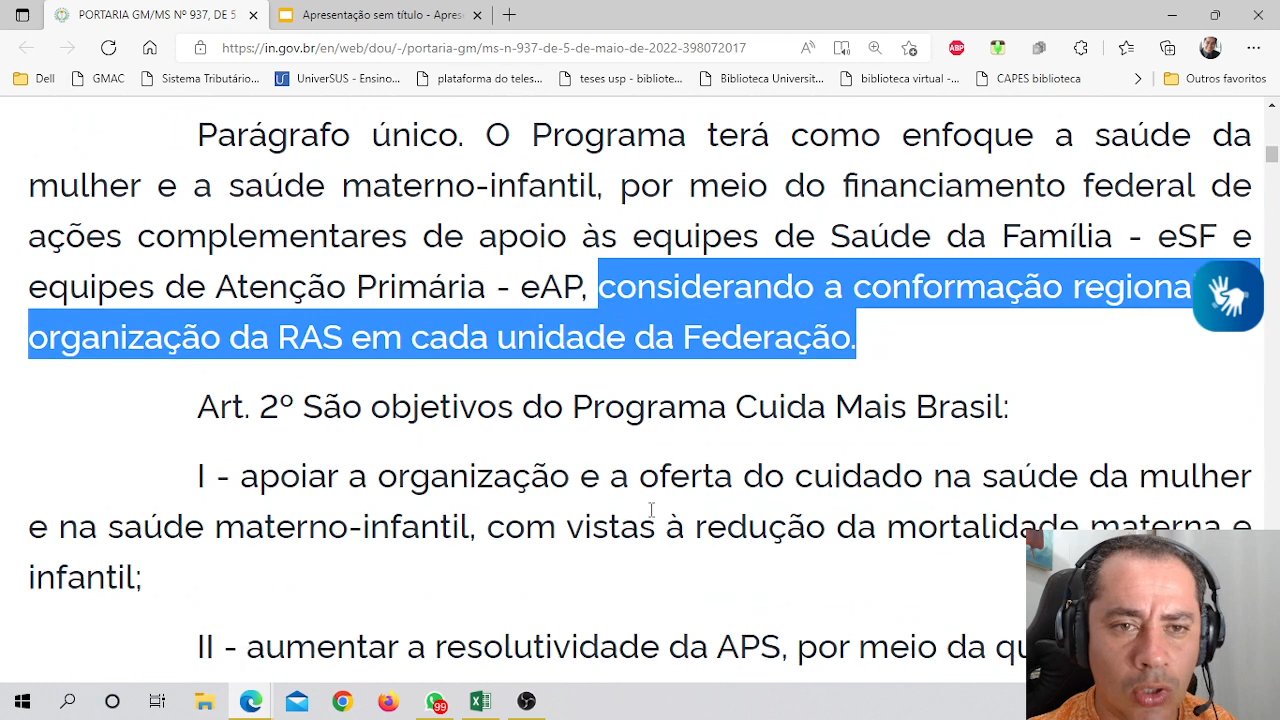 PORTARIA GM/MS Nº 937, DE 5
Apresentação sem título - Aprese
https://in.gov.br/en/web/dou/-/portaria-gm/ms-n-937-de-5-de-maio-de-2022-398072017
ABP
Dell
GMAC
Sistema Tributário...
UniverSUS - Ensino...
plataforma do teles...
teses usp - bibliote...
Biblioteca Universit...
biblioteca virtual -...
CAPES biblioteca
Outros favoritos
Parágrafo único. O Programa terá como enfoque a saúde da
mulher e a saúde materno-infantil, por meio do financiamento federal de
ações complementares de apoio às equipes de Saúde da Família - eSF e
equipes de Atenção Primária - eAP, considerando a conformação regiona
organização da RAS em cada unidade da Federação.
Art. 2º São objetivos do Programa Cuida Mais Brasil:
I - apoiar a organização e a oferta do cuidado na saúde da mulher
e na saúde materno-infantil, com vistas à redução da mortalidade materna e
infantil;
II - aumentar a resolutividade da APS, por meio da qu
99